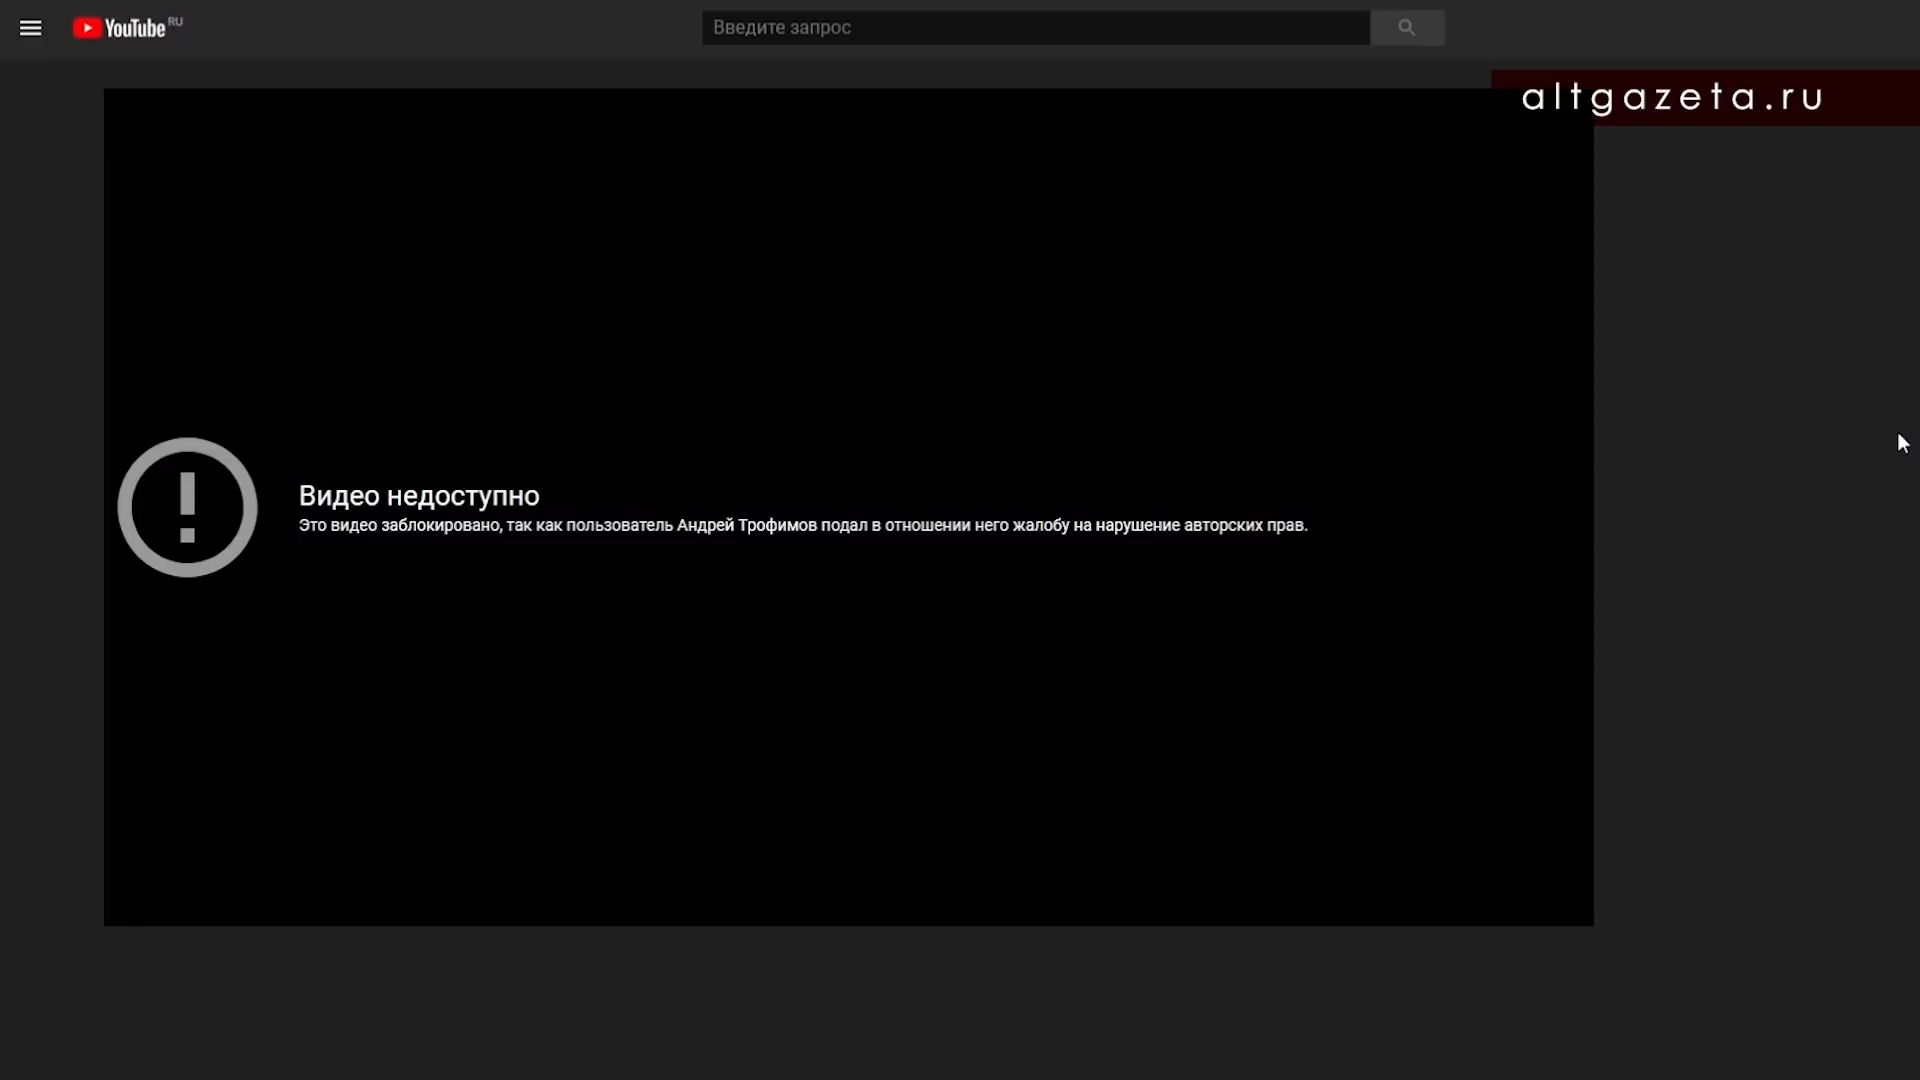 YouTube RU
Введите запрос
altgazeta.ru
Видео недоступно
Это видео заблокировано, так как пользователь Андрей Трофимов подал в отношении него жалобу на нарушение авторских прав.